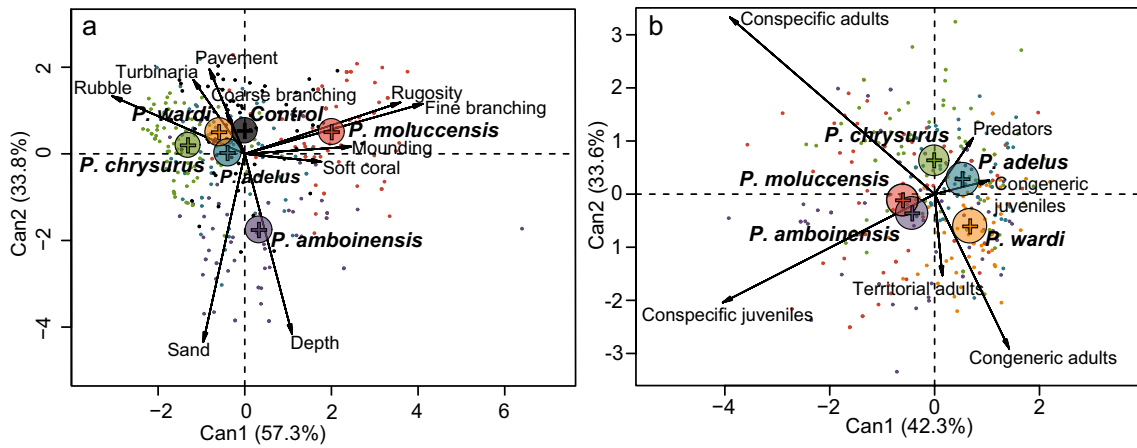 a
Pavement
Turbinaria
Rubble
Coarse branching
Rugosity
Fine branching
P. wardi
Control
P. moluccensis
Mounding
P. chrysurus
P. adelus
Soft coral
P. amboinensis
Sand
Depth
2
0
−2
−4
−2
0
2
4
6
Can2 (33.8%)
Can1 (57.3%)
b
Conspecific adults
P. chrysurus
Predators
P. adelus
P. moluccensis
Congeneric
juveniles
P. amboinensis
P. wardi
Territorial adults
Conspecific juveniles
Congeneric adults
3
2
1
0
−1
−2
−3
−2
0
2
Can2 (33.6%)
Can1 (42.3%)